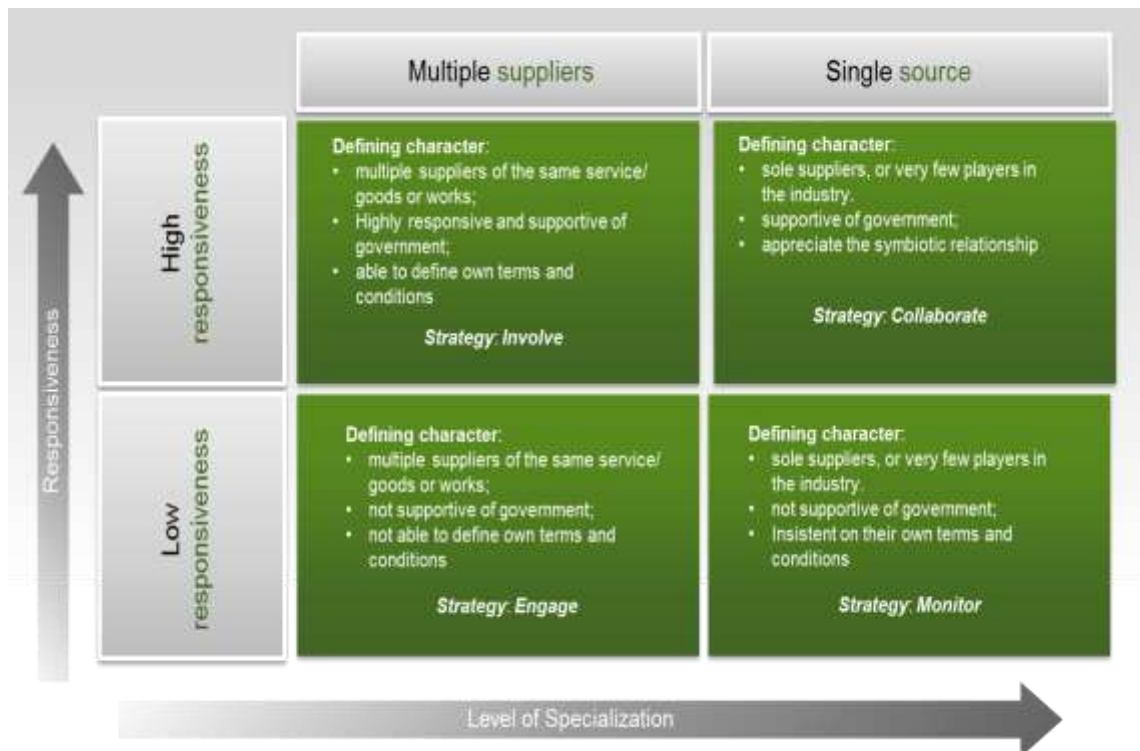 Multiple suppliers
Single source
Responsiveness
High
responsiveness
Defining character:
• multiple suppliers of the same service/
goods or works;
• Highly responsive and supportive of
government;
• able to define own terms and
conditions
Strategy: Involve
Defining character:
• sole suppliers, or very few players in
the industry.
• supportive of government;
• appreciate the symbiotic relationship
Strategy: Collaborate
Low
responsiveness
Defining character:
• multiple suppliers of the same service/
goods or works;
• not supportive of government;
• not able to define own terms and
conditions
Strategy: Engage
Defining character:
• sole suppliers, or very few players in
the industry.
• not supportive of government;
• Insistent on their own terms and
conditions
Strategy: Monitor
Level of Specialization